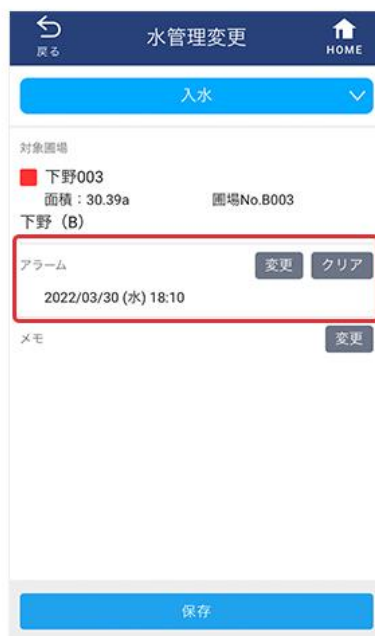 戻る
水管理変更
HOME
入水
対象圃場
下野003
面積：30.39a 圃場No.B003
下野（B）
アラーム 変更 クリア
2022/03/30 (水) 18:10
メモ 変更
保存